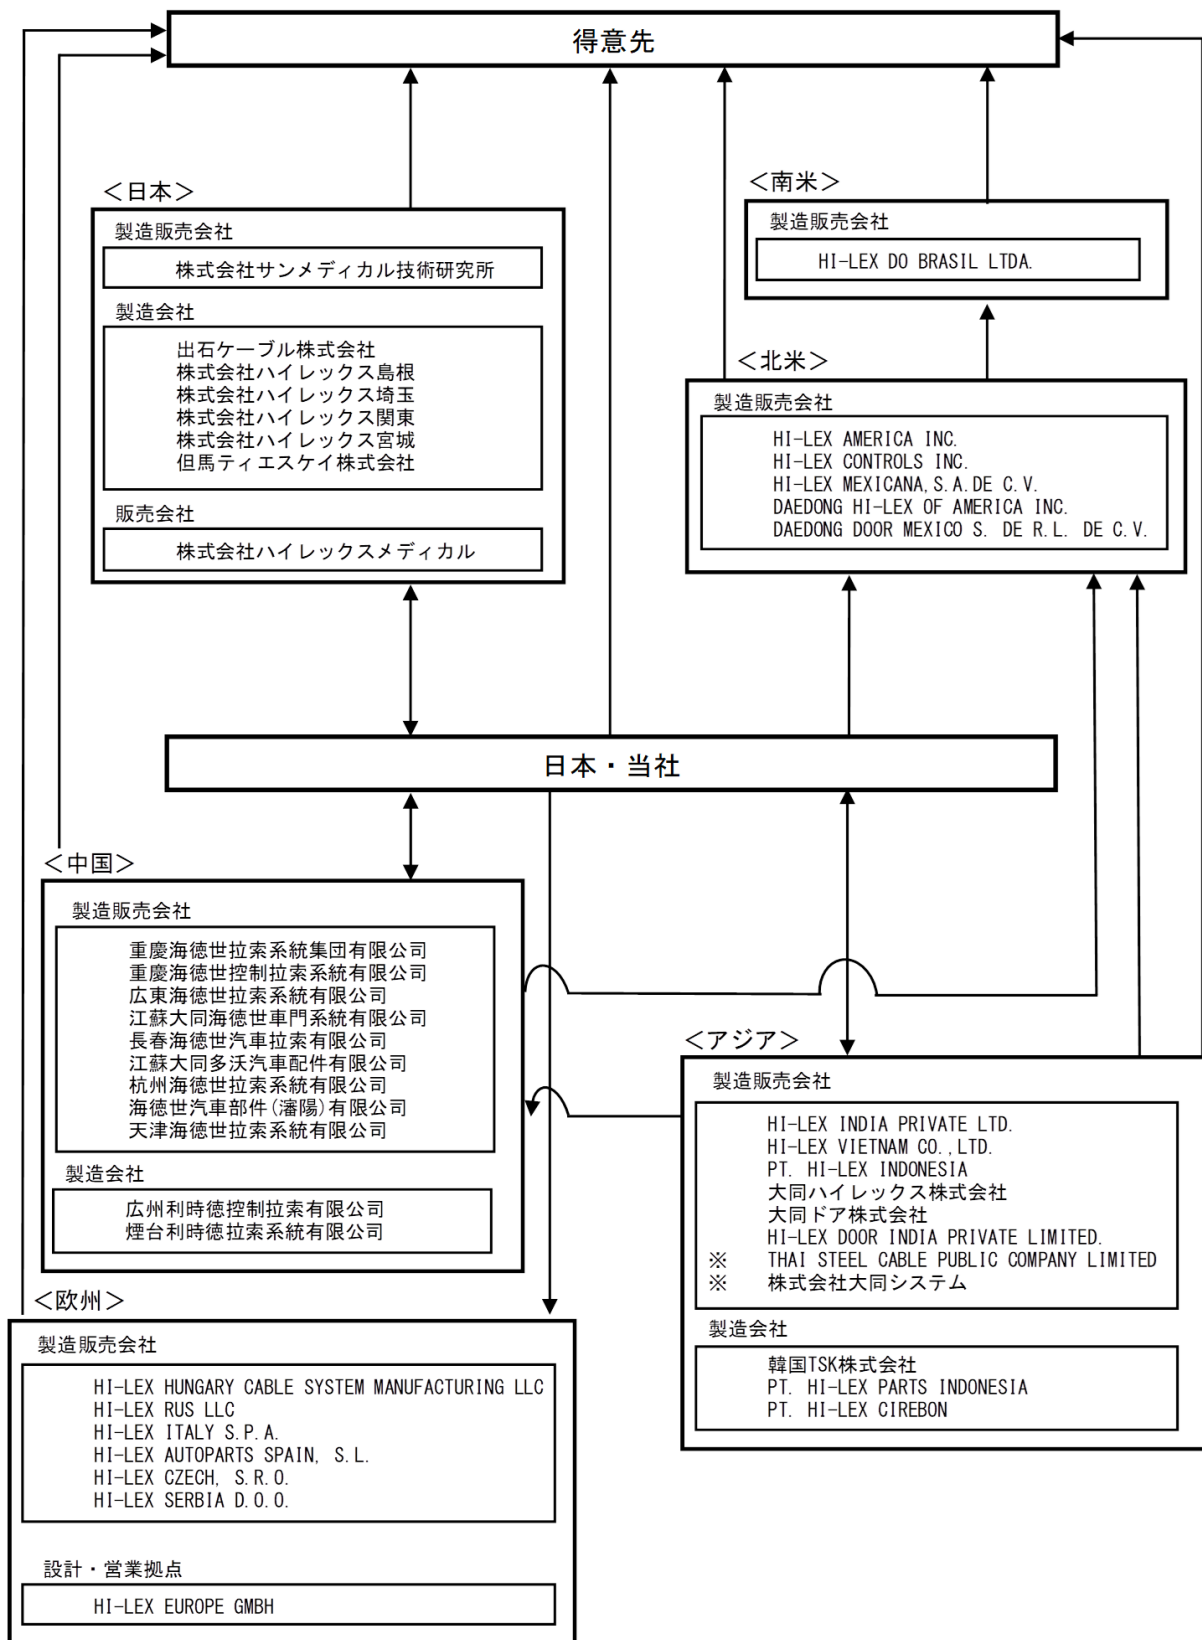 得意先
＜日本＞
製造販売会社
株式会社サンメディカル技術研究所
製造会社
出石ケーブル株式会社
株式会社ハイレックス島根
株式会社ハイレックス埼玉
株式会社ハイレックス関東
株式会社ハイレックス宮城
但馬ティエスケイ株式会社
販売会社
株式会社ハイレックスメディカル
＜南米＞
製造販売会社
HI-LEX DO BRASIL LTDA.
＜北米＞
製造販売会社
HI-LEX AMERICA INC.
HI-LEX CONTROLS INC.
HI-LEX MEXICANA,S.A.DE C.V.
DAEDONG HI-LEX OF AMERICA INC.
DAEDONG DOOR MEXICO S. DE R.L. DE C.V.
日本・当社
＜中国＞
製造販売会社
重慶海徳世拉索系統集団有限公司
重慶海徳世控制拉索系統有限公司
広東海徳世拉索系統有限公司
江蘇大同海徳世車門系統有限公司
長春海徳世汽車拉索有限公司
江蘇大同多沃汽車配件有限公司
杭州海徳世拉索系統有限公司
海徳世汽車部件(瀋陽)有限公司
天津海徳世拉索系統有限公司
製造会社
広州利時徳控制拉索有限公司
煙台利時徳拉索系統有限公司
＜アジア＞
製造販売会社
HI-LEX INDIA PRIVATE LTD.
HI-LEX VIETNAM CO.,LTD.
PT. HI-LEX INDONESIA
大同ハイレックス株式会社
大同ドア株式会社
HI-LEX DOOR INDIA PRIVATE LIMITED.
※ THAI STEEL CABLE PUBLIC COMPANY LIMITED
※ 株式会社大同システム
製造会社
韓国TSK株式会社
PT. HI-LEX PARTS INDONESIA
PT. HI-LEX CIREBON
＜欧州＞
製造販売会社
HI-LEX HUNGARY CABLE SYSTEM MANUFACTURING LLC
HI-LEX RUS LLC
HI-LEX ITALY S.P.A.
HI-LEX AUTOPARTS SPAIN, S.L.
HI-LEX CZECH, S.R.O.
HI-LEX SERBIA D.O.O.
設計・営業拠点
HI-LEX EUROPE GMBH